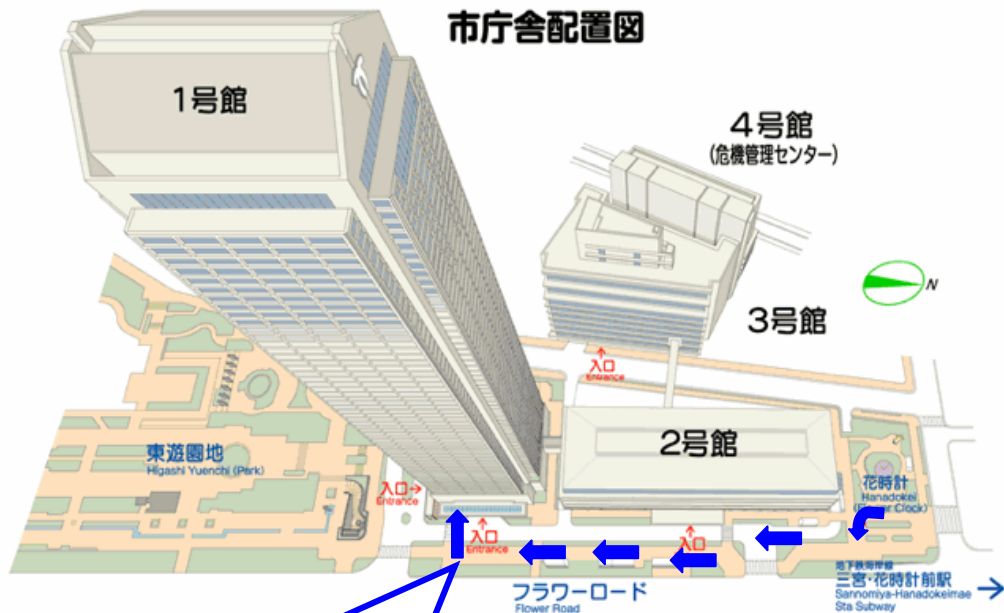 市庁舎配置図
1号館
4号館
(危機管理センター)
N
3号館
入口
Entrance
2号館
東遊園地
Higashi Yuenchi (Park)
花時計
Hanadokei
(Flower Clock)
入口→
Entrance
入口
Entrance
入口
フラワーロード
Flower Road
地下鉄海岸線
三宮・花時計前駅
Sannomiya-Hanadokeimae
Sta Subway